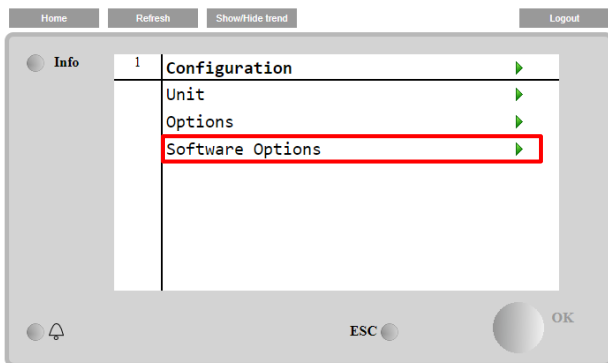 Home Refresh Show/Hide trend Logout
Info 1 Configuration
Unit
Options
Software Options
ESC OK